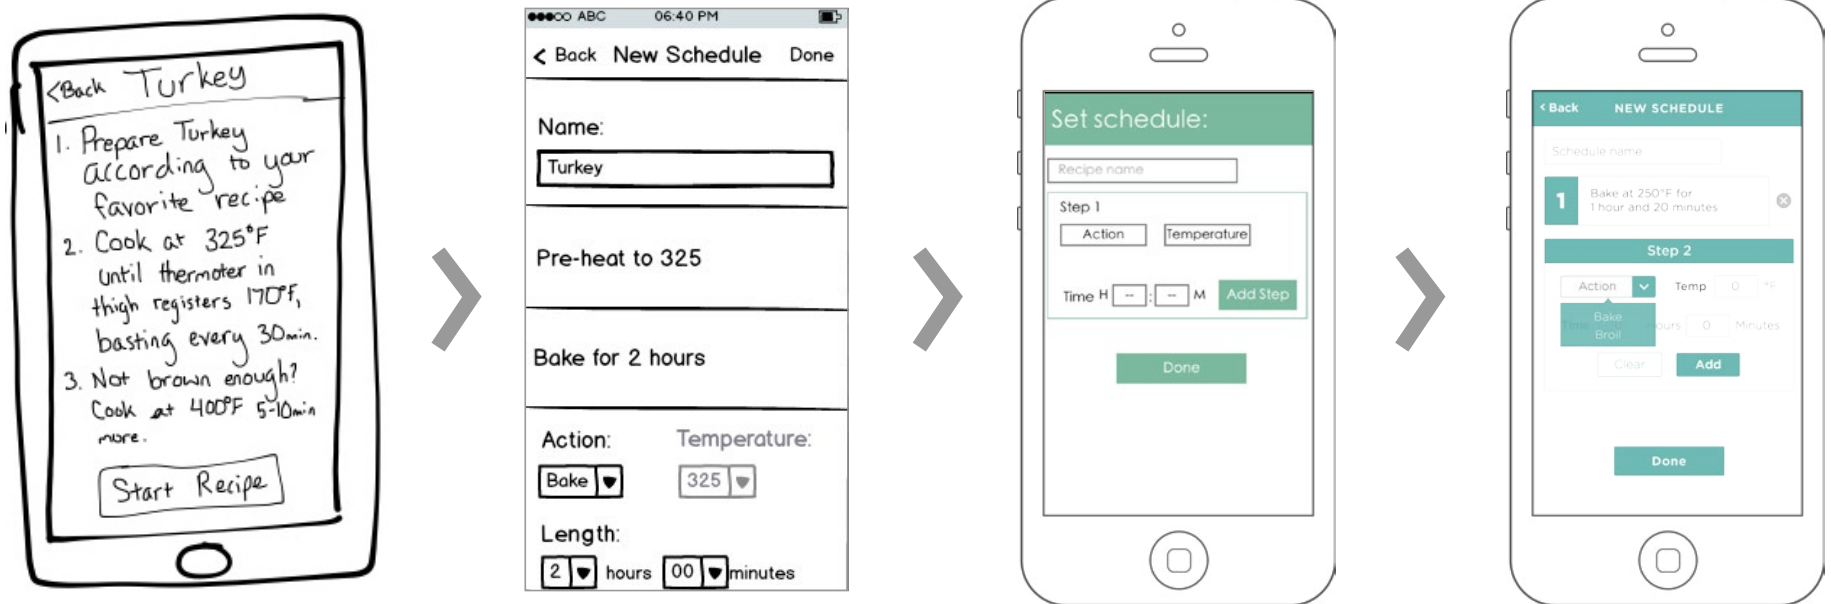 <Back Turkey
1. Prepare Turkey
according to your
favorite recipe
2. Cook at 325°F
until thermoter in
thigh registers 170°F,
basting every 30min.
3. Not brown enough?
Cook at 400°F 5-10min
more.
Start Recipe
ABC 06:40 PM
< Back New Schedule Done
Name:
Turkey
Pre-heat to 325
Bake for 2 hours
Action: Temperature:
Bake 325
Length:
2 hours 00 minutes
Set schedule:
Recipe name
Step 1
Action Temperature
Time H -- : -- M Add Step
Done
< Back NEW SCHEDULE
Schedule name
1 Bake at 250°F for
1 hour and 20 minutes
Step 2
Action Temp 0 °F
Bake
Time ours 0 Minutes
Broil
Clear Add
Done